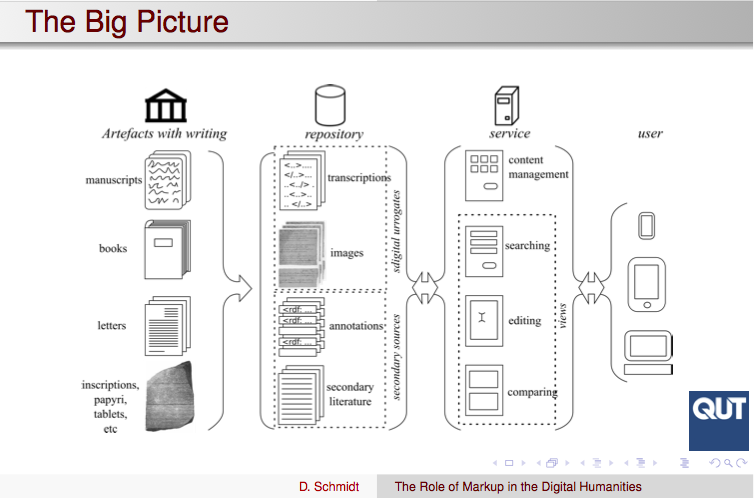 The Big Picture
Artefacts with writing
repository
service
user
manuscripts
books
letters
inscriptions,
papyri,
tablets,
etc
<..>....
</..>...
..<../>.
..<..>..
.. </..>
transcriptions
images
sdigital urrogates
<rdf: ...
<rdf: ...
<rdf: ...
annotations
secondary
literature
secondary sources
content
management
searching
editing
comparing
views
QUT
D. Schmidt
The Role of Markup in the Digital Humanities